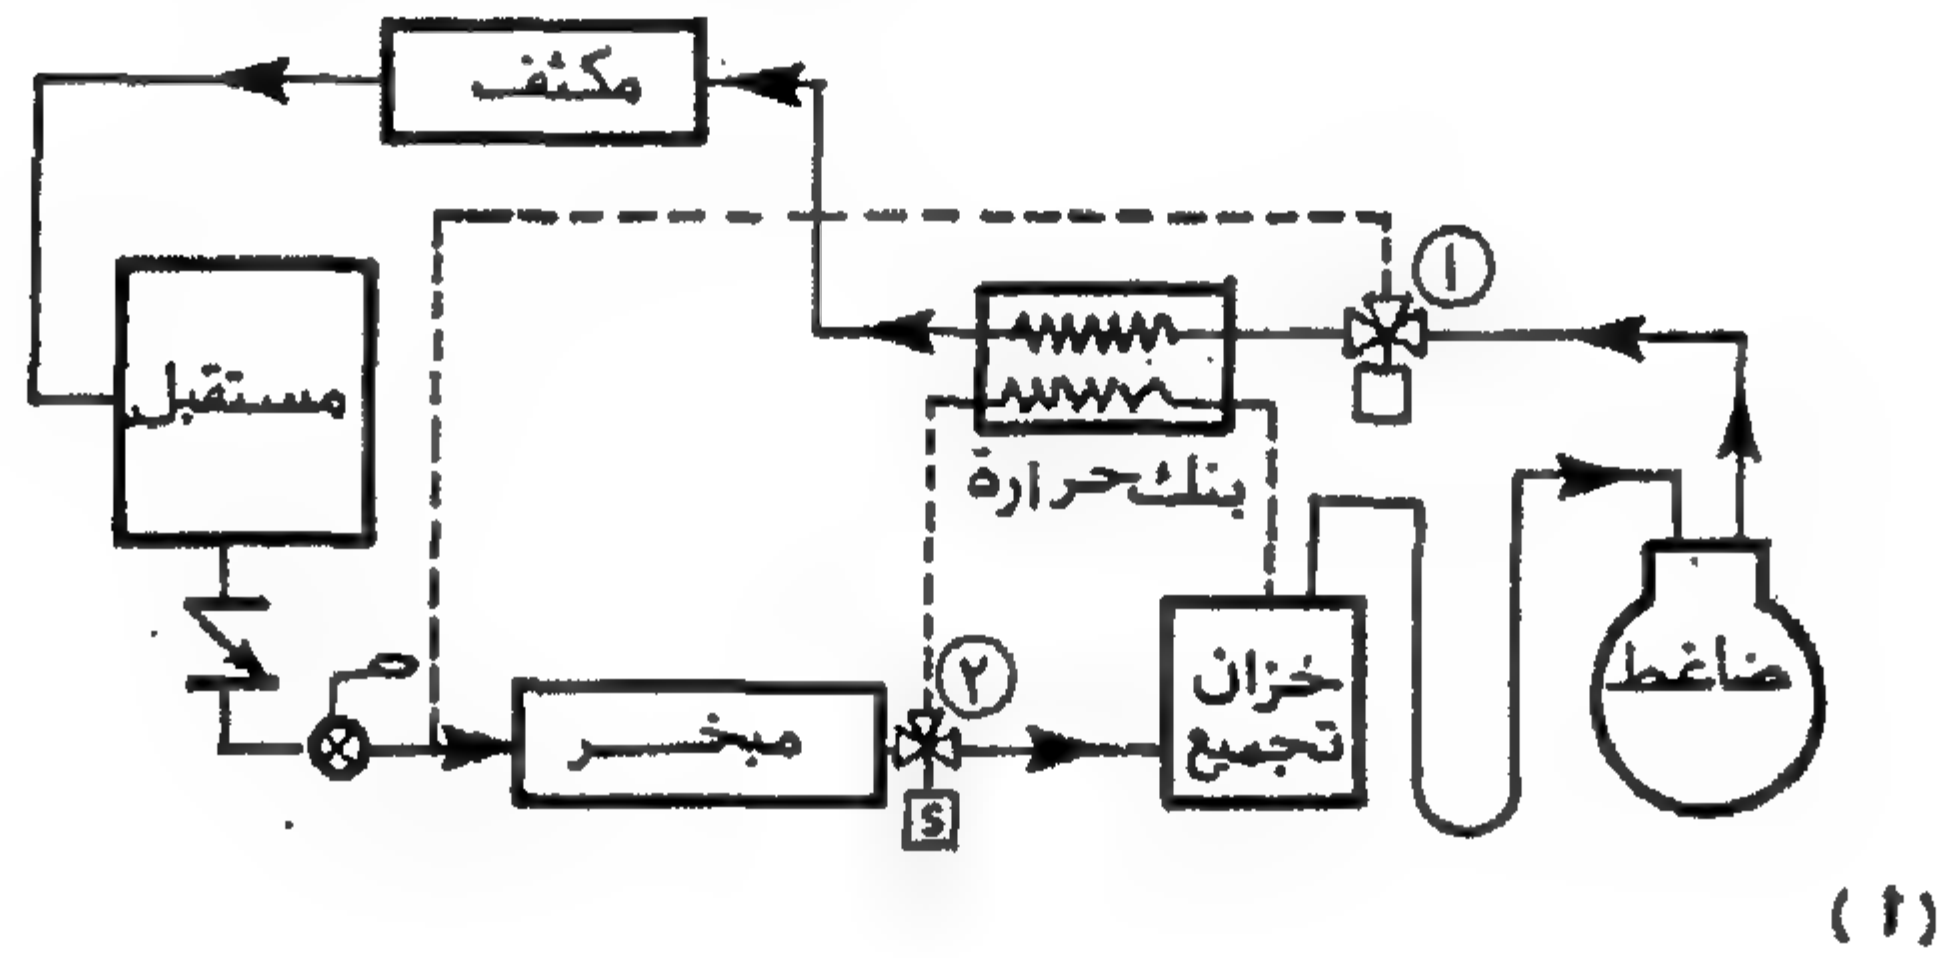 مكثف
١
مستقبل
بنك حرارة
ضاغط
خزان
تجميع
٢
مبخر
S
( أ )